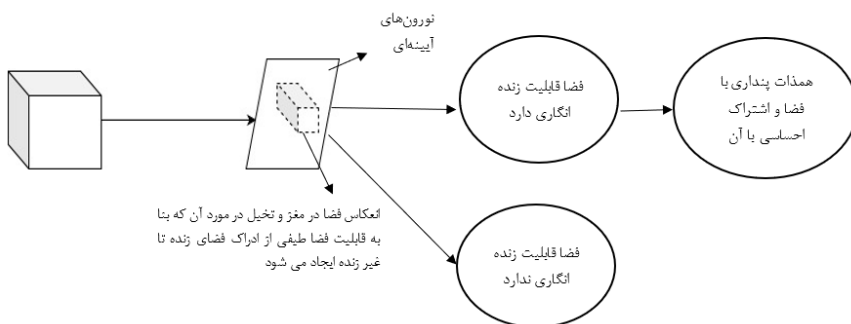 نورون‌های
آیینه‌ای
فضا قابلیت زنده
انگاری دارد
همذات پنداری با
فضا و اشتراک
احساسی با آن
انعکاس فضا در مغز و تخیل در مورد آن که بنا
به قابلیت فضا طیفی از ادراک فضای زنده تا
غیر زنده ایجاد می شود
فضا قابلیت زنده
انگاری ندارد